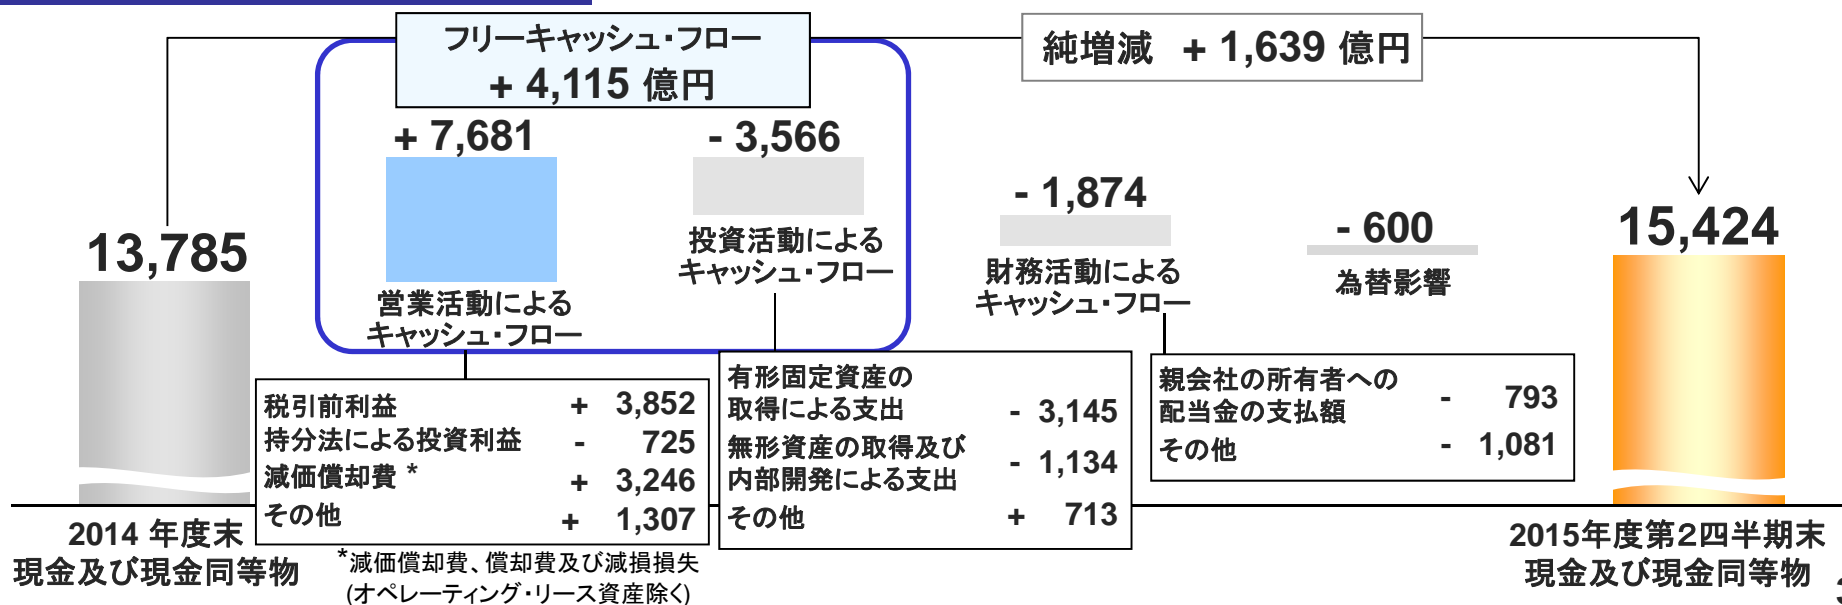 フリーキャッシュ・フロー
+ 4,115 億円
純増減 + 1,639 億円
+ 7,681
- 3,566
- 1,874
- 600
13,785
15,424
営業活動による
キャッシュ・フロー
投資活動による
キャッシュ・フロー
財務活動による
キャッシュ・フロー
為替影響
税引前利益 + 3,852
持分法による投資利益 - 725
減価償却費 * + 3,246
その他 + 1,307
有形固定資産の
取得による支出 - 3,145
無形資産の取得及び
内部開発による支出 - 1,134
その他 + 713
親会社の所有者への
配当金の支払額 - 793
その他 - 1,081
2014 年度末
現金及び現金同等物
*減価償却費、償却費及び減損損失
(オペレーティング・リース資産除く)
2015年度第2四半期末
現金及び現金同等物